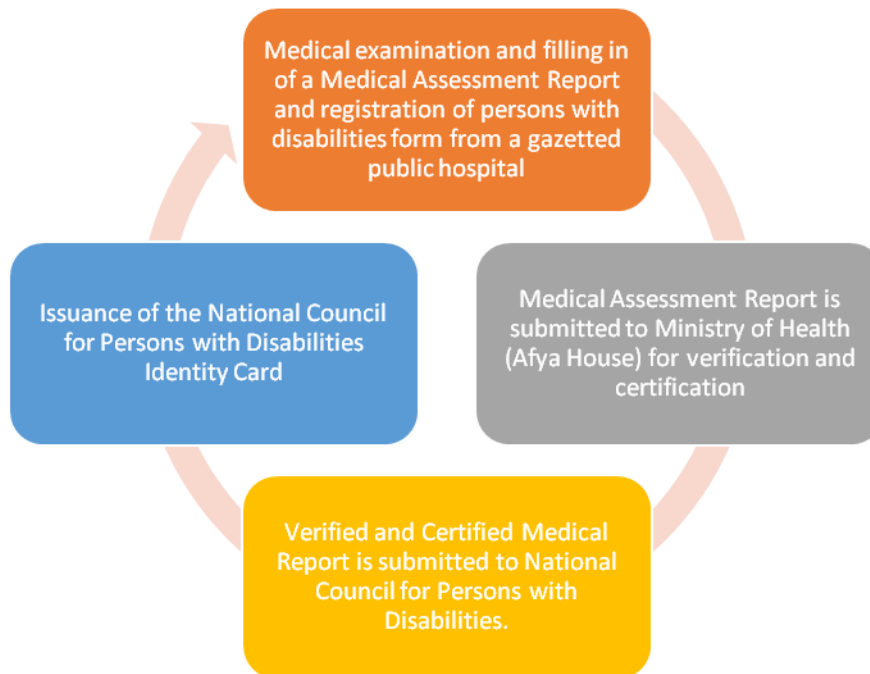 Medical examination and filling in
of a Medical Assessment Report
and registration of persons with
disabilities form from a gazetted
public hospital
Medical Assessment Report is
submitted to Ministry of Health
(Afya House) for verification and
certification
Verified and Certified Medical
Report is submitted to National
Council for Persons with
Disabilities.
Issuance of the National Council
for Persons with Disabilities
Identity Card